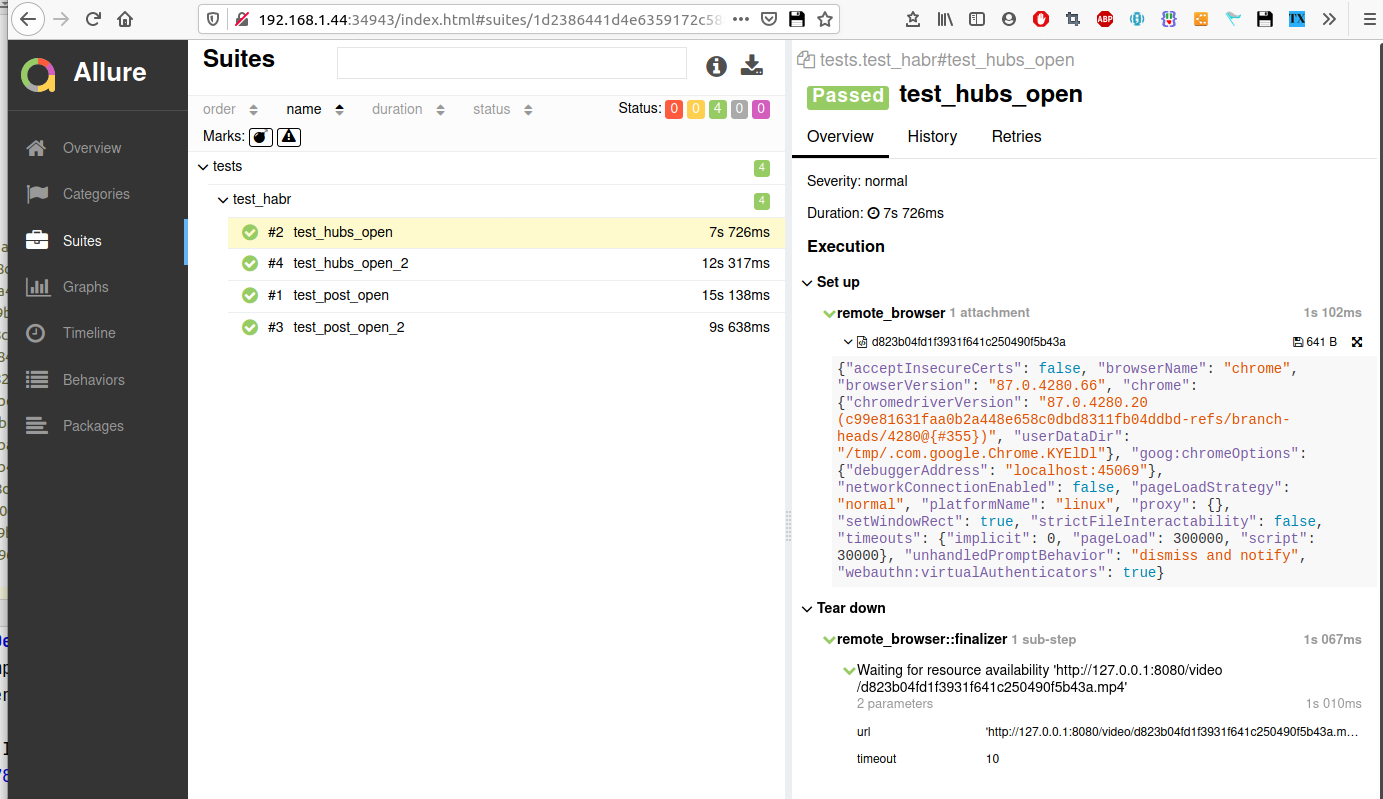 192.168.1.44:34943/index.html#suites/1d2386441d4e6359172c58
ABP
TX
Allure
Overview
Categories
Suites
Graphs
Timeline
Behaviors
Packages
Suites
order name duration status Status: 0 0 4 0 0
Marks:
tests 4
test_habr 4
#2 test_hubs_open 7s 726ms
#4 test_hubs_open_2 12s 317ms
#1 test_post_open 15s 138ms
#3 test_post_open_2 9s 638ms
tests.test_habr#test_hubs_open
Passed test_hubs_open
Overview History Retries
Severity: normal
Duration: 7s 726ms
Execution
Set up
remote_browser 1 attachment 1s 102ms
d823b04fd1f3931f641c250490f5b43a 641 B
{"acceptInsecureCerts": false, "browserName": "chrome",
"browserVersion": "87.0.4280.66", "chrome":
{"chromedriverVersion": "87.0.4280.20
(c99e81631faa0b2a448e658c0dbd8311fb04ddbd-refs/branch-
heads/4280@{#355})", "userDataDir":
"/tmp/.com.google.Chrome.KYElDl"}, "goog:chromeOptions":
{"debuggerAddress": "localhost:45069"},
"networkConnectionEnabled": false, "pageLoadStrategy":
"normal", "platformName": "linux", "proxy": {},
"setWindowRect": true, "strictFileInteractability": false,
"timeouts": {"implicit": 0, "pageLoad": 300000, "script":
30000}, "unhandledPromptBehavior": "dismiss and notify",
"webauthn:virtualAuthenticators": true}
Tear down
remote_browser::finalizer 1 sub-step 1s 067ms
Waiting for resource availability 'http://127.0.0.1:8080/video
/d823b04fd1f3931f641c250490f5b43a.mp4'
2 parameters 1s 010ms
url 'http://127.0.0.1:8080/video/d823b04fd1f3931f641c250490f5b43a.m…
timeout 10